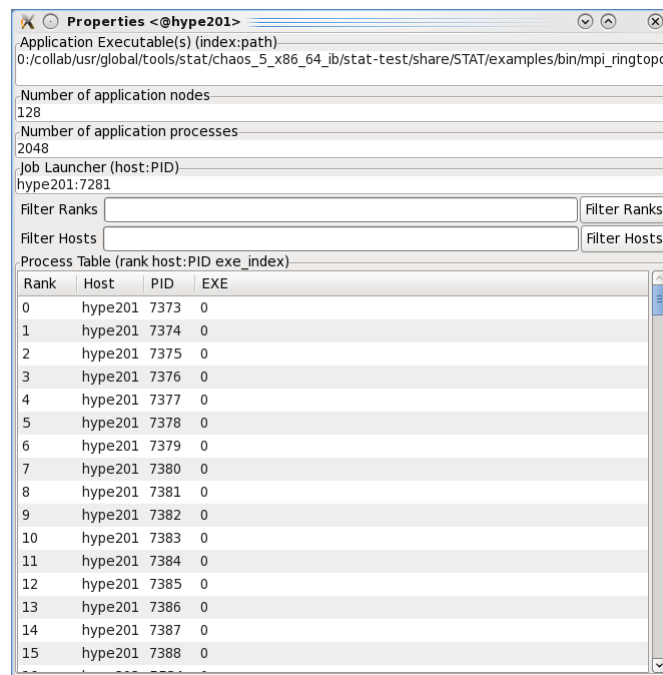 Properties <@hype201>
Application Executable(s) (index:path)
0:/collab/usr/global/tools/stat/chaos_5_x86_64_ib/stat-test/share/STAT/examples/bin/mpi_ringtopo
Number of application nodes
128
Number of application processes
2048
Job Launcher (host:PID)
hype201:7281
Filter Ranks Filter Ranks
Filter Hosts Filter Hosts
Process Table (rank host:PID exe_index)
Rank Host PID EXE
0 hype201 7373 0
1 hype201 7374 0
2 hype201 7375 0
3 hype201 7376 0
4 hype201 7377 0
5 hype201 7378 0
6 hype201 7379 0
7 hype201 7380 0
8 hype201 7381 0
9 hype201 7382 0
10 hype201 7383 0
11 hype201 7384 0
12 hype201 7385 0
13 hype201 7386 0
14 hype201 7387 0
15 hype201 7388 0